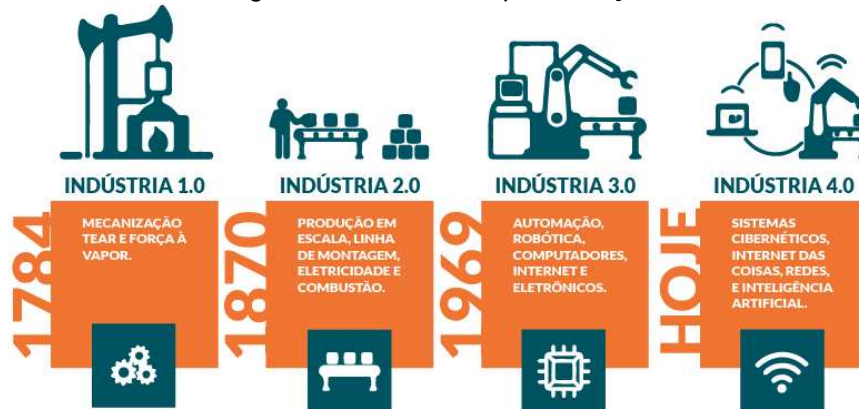 INDÚSTRIA 1.0
1784
MECANIZAÇÃO
TEAR E FORÇA À
VAPOR.
INDÚSTRIA 2.0
1870
PRODUÇÃO EM
ESCALA, LINHA
DE MONTAGEM,
ELETRICIDADE E
COMBUSTÃO.
INDÚSTRIA 3.0
1969
AUTOMAÇÃO,
ROBÓTICA,
COMPUTADORES,
INTERNET E
ELETRÔNICOS.
INDÚSTRIA 4.0
HOJE
SISTEMAS
CIBERNÉTICOS,
INTERNET DAS
COISAS, REDES,
E INTELIGÊNCIA
ARTIFICIAL.